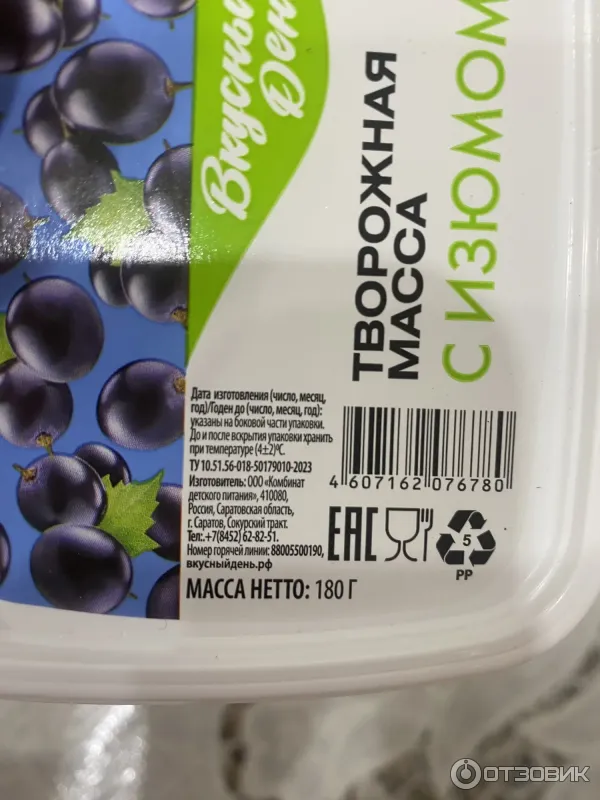 Вкусный
День
ТВОРОЖНАЯ
МАССА
С ИЗЮМОМ
Дата изготовления (число, месяц,
год)/Годен до (число, месяц, год):
указаны на боковой части упаковки.
До и после вскрытия упаковки хранить
при температуре (4±2)⁰С.
ТУ 10.51.56-018-50179010-2023
Изготовитель: ООО «Комбинат
детского питания», 410080,
Россия, Саратовская область,
г. Саратов, Сокурский тракт.
Тел.:+7(8452) 62-82-51.
Номер горячей линии: 88005500190,
вкусныйдень.рф
МАССА НЕТТО: 180 Г
4 607162 076780
ЕАС
5
PP
ОТЗОВИК